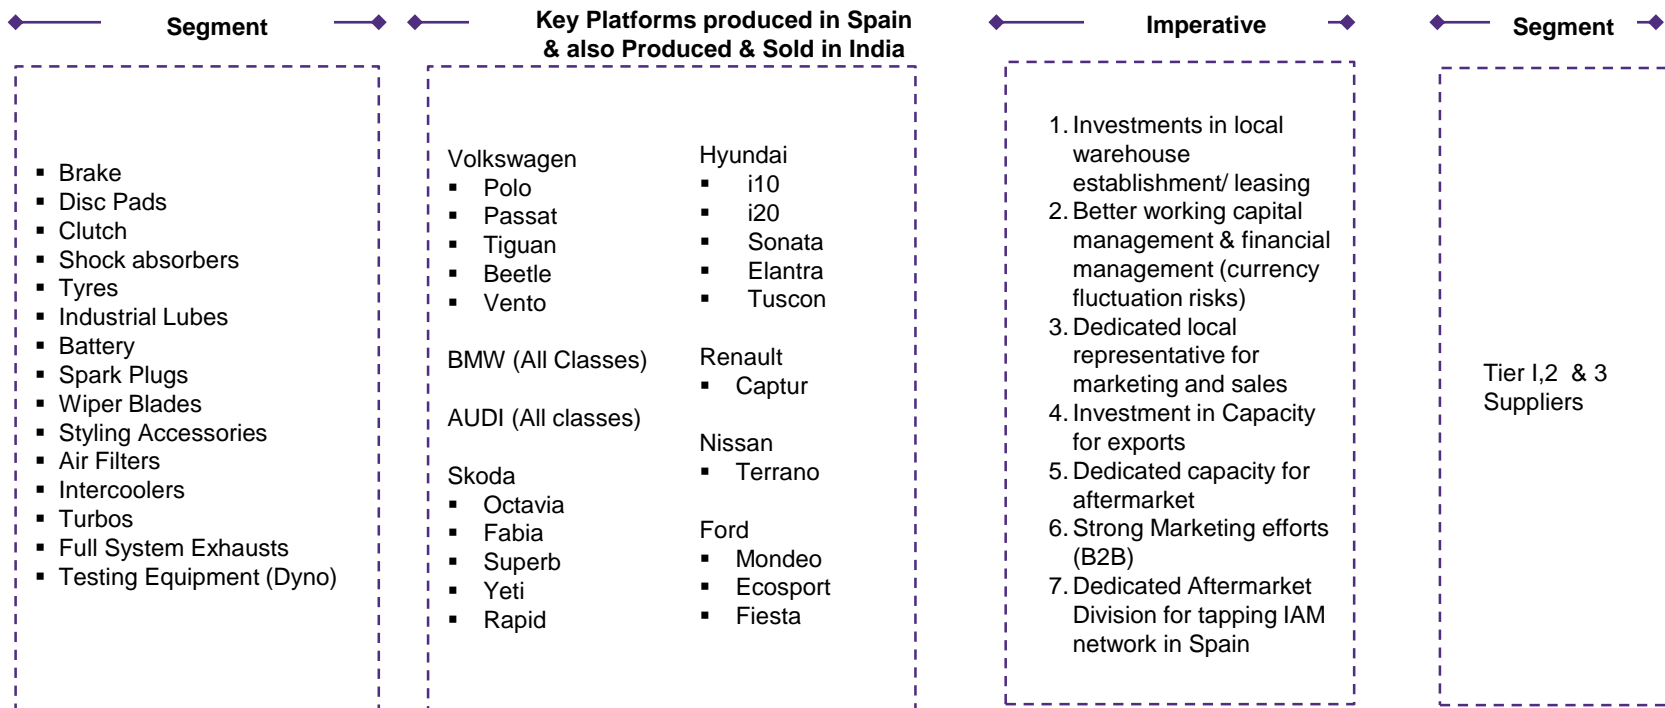 Segment
Key Platforms produced in Spain
& also Produced & Sold in India
Imperative
Segment
▪ Brake
▪ Disc Pads
▪ Clutch
▪ Shock absorbers
▪ Tyres
▪ Industrial Lubes
▪ Battery
▪ Spark Plugs
▪ Wiper Blades
▪ Styling Accessories
▪ Air Filters
▪ Intercoolers
▪ Turbos
▪ Full System Exhausts
▪ Testing Equipment (Dyno)
Volkswagen
▪ Polo
▪ Passat
▪ Tiguan
▪ Beetle
▪ Vento
BMW (All Classes)
AUDI (All classes)
Skoda
▪ Octavia
▪ Fabia
▪ Superb
▪ Yeti
▪ Rapid
Hyundai
▪ i10
▪ i20
▪ Sonata
▪ Elantra
▪ Tuscon
Renault
▪ Captur
Nissan
▪ Terrano
Ford
▪ Mondeo
▪ Ecosport
▪ Fiesta
1. Investments in local
warehouse
establishment/ leasing
2. Better working capital
management & financial
management (currency
fluctuation risks)
3. Dedicated local
representative for
marketing and sales
4. Investment in Capacity
for exports
5. Dedicated capacity for
aftermarket
6. Strong Marketing efforts
(B2B)
7. Dedicated Aftermarket
Division for tapping IAM
network in Spain
Tier I,2 & 3
Suppliers